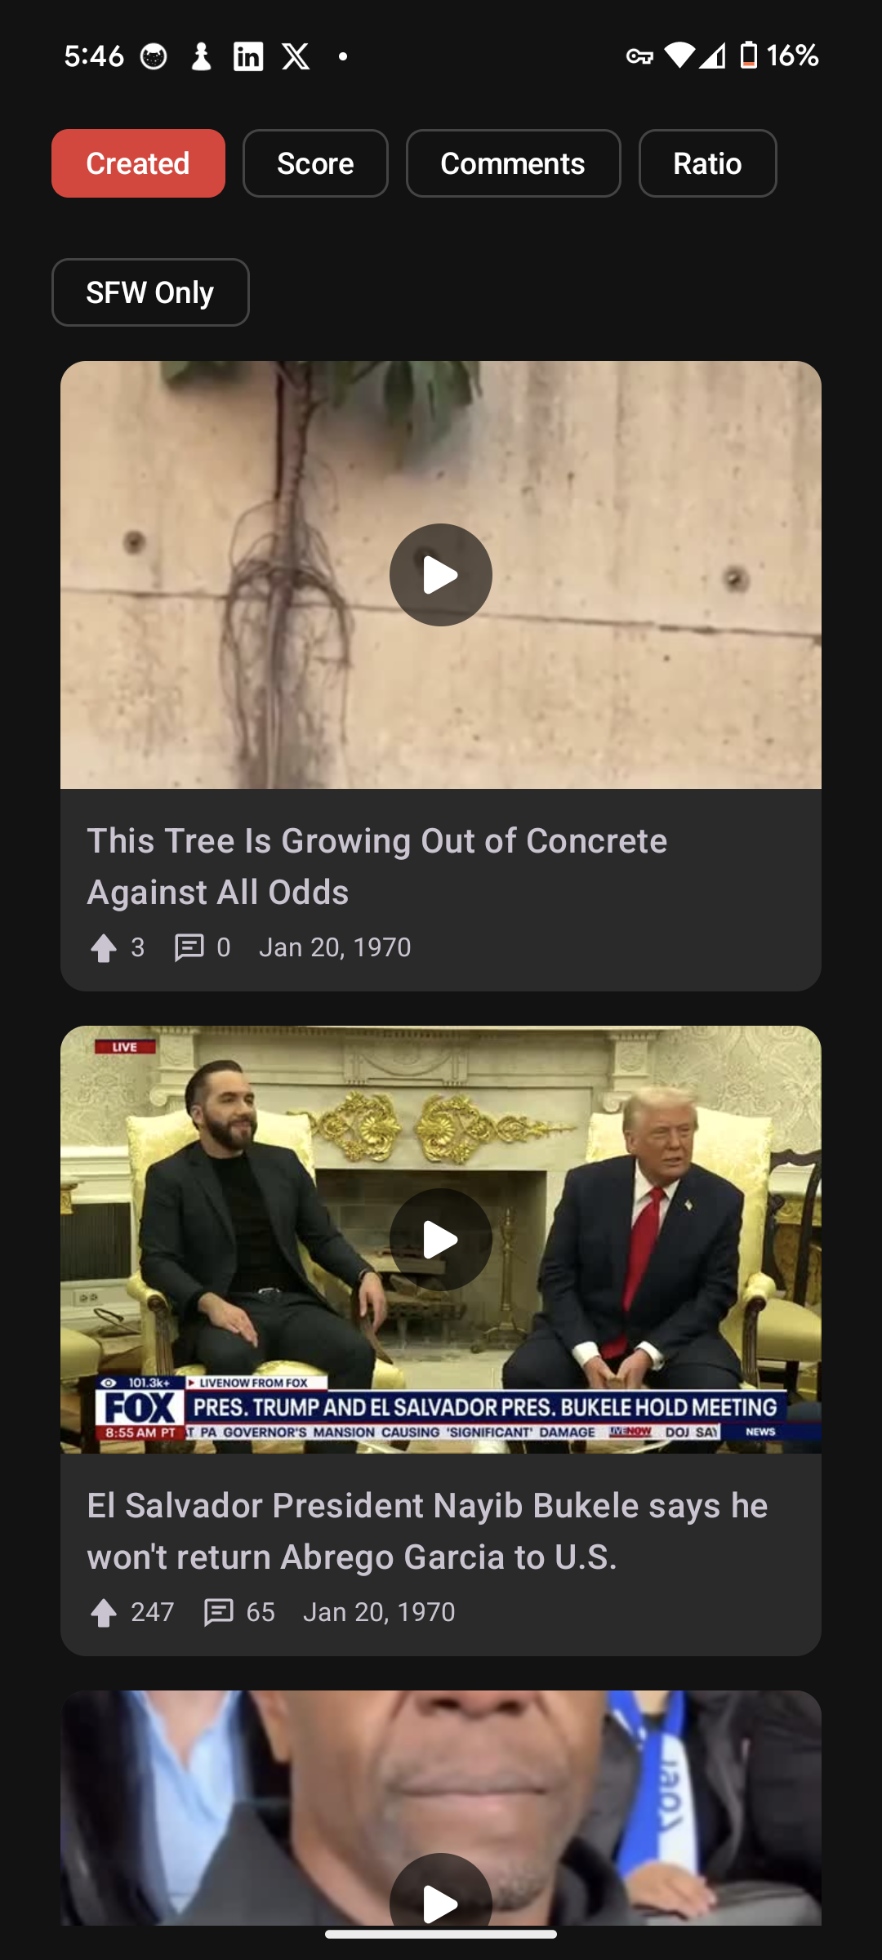 5:46
16%
Created
Score
Comments
Ratio
SFW Only
This Tree Is Growing Out of Concrete
Against All Odds
3 0 Jan 20, 1970
LIVE
101.3k+ LIVENOW FROM FOX
FOX PRES. TRUMP AND EL SALVADOR PRES. BUKELE HOLD MEETING
8:55 AM PT T PA GOVERNOR'S MANSION CAUSING 'SIGNIFICANT' DAMAGE LIVENOW DOJ SAY NEWS
El Salvador President Nayib Bukele says he
won't return Abrego Garcia to U.S.
247 65 Jan 20, 1970